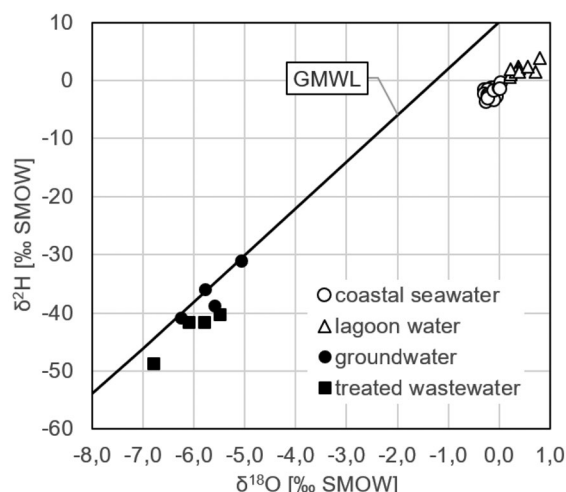 10
0
-10
-20
-30
-40
-50
-60
δ²H [‰ SMOW]
GMWL
coastal seawater
lagoon water
groundwater
treated wastewater
-8,0 -7,0 -6,0 -5,0 -4,0 -3,0 -2,0 -1,0 0,0 1,0
δ¹⁸O [‰ SMOW]